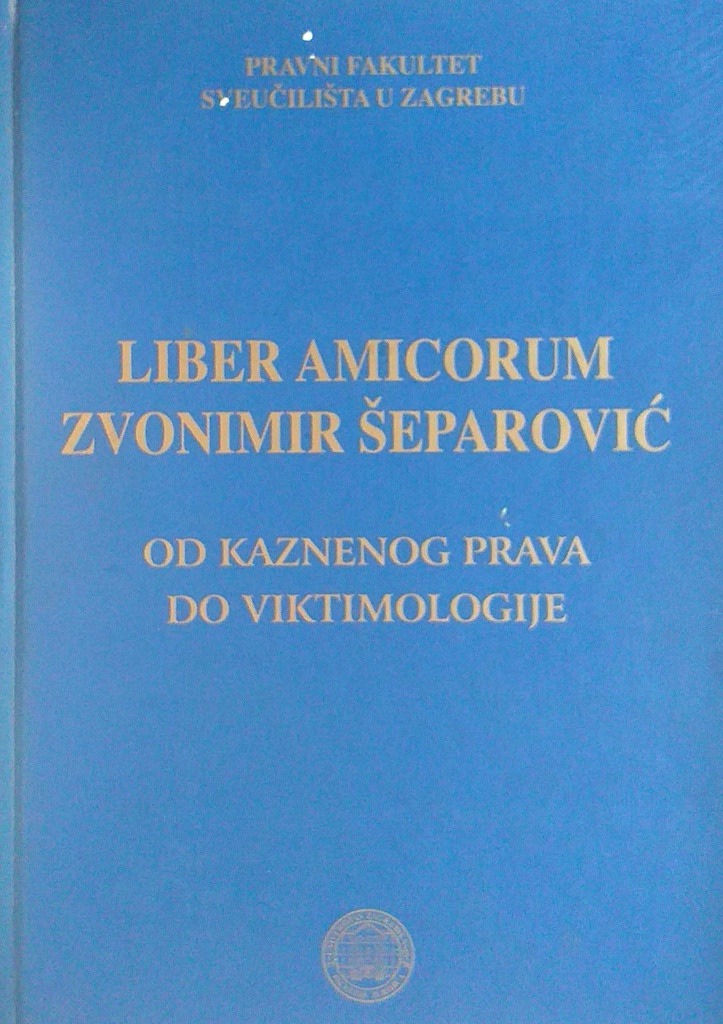 PRAVNI FAKULTET
SVEUČILIŠTA U ZAGREBU
LIBER AMICORUM
ZVONIMIR ŠEPAROVIĆ
OD KAZNENOG PRAVA
DO VIKTIMOLOGIJE